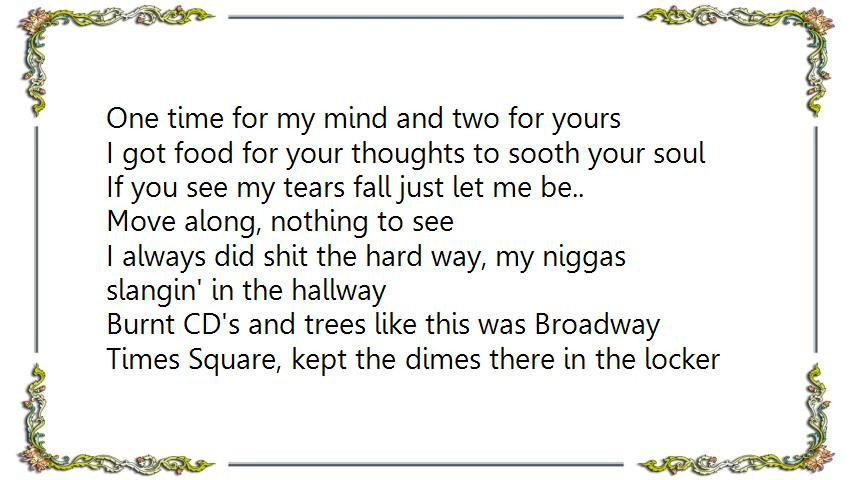 One time for my mind and two for yours
I got food for your thoughts to sooth your soul
If you see my tears fall just let me be..
Move along, nothing to see
I always did shit the hard way, my niggas
slangin' in the hallway
Burnt CD's and trees like this was Broadway
Times Square, kept the dimes there in the locker